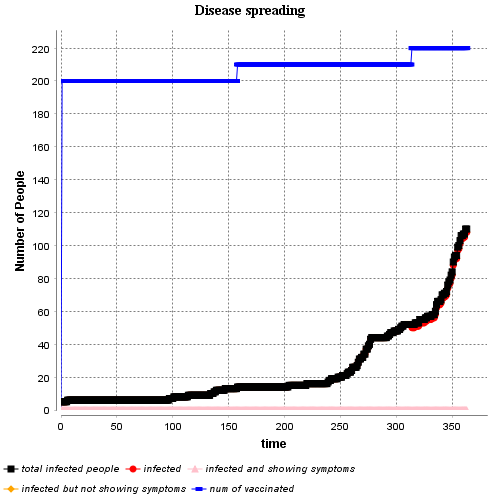 Disease spreading
220
200
180
160
140
120
100
80
60
40
20
0
Number of People
0 50 100 150 200 250 300 350
time
total infected people infected infected and showing symptoms
infected but not showing symptoms num of vaccinated